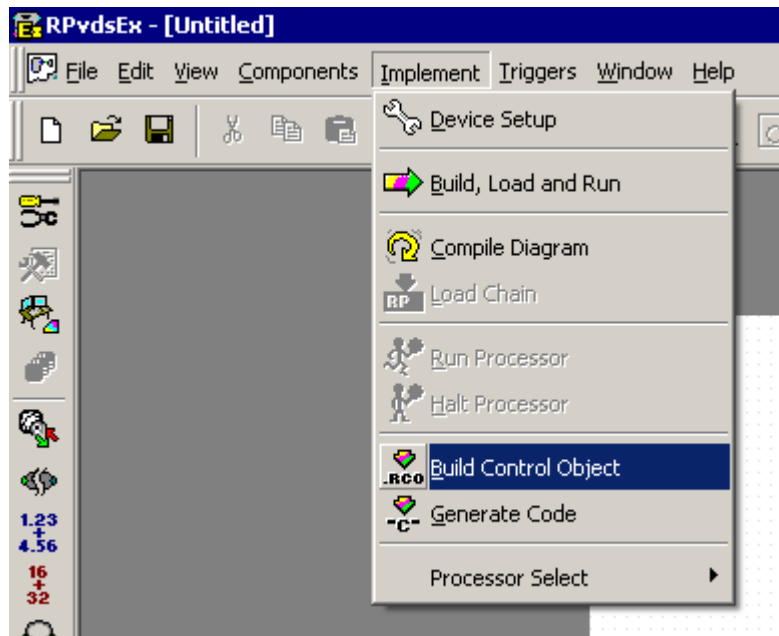 RPvdsEx - [Untitled]
File Edit View Components Implement Triggers Window Help
Device Setup
Build, Load and Run
Compile Diagram
RP Load Chain
Run Processor
Halt Processor
.RCO Build Control Object
"C" Generate Code
Processor Select
1.23
+
4.56
16
+
32